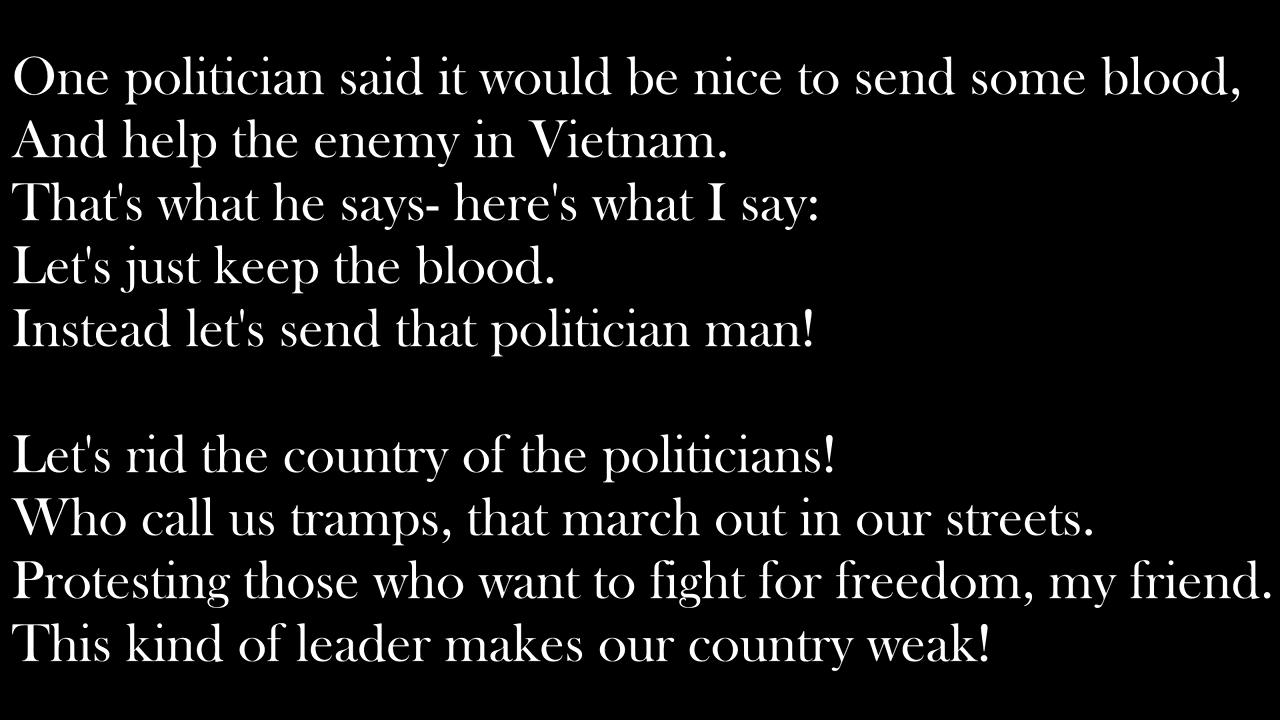 One politician said it would be nice to send some blood,
And help the enemy in Vietnam.
That's what he says- here's what I say:
Let's just keep the blood.
Instead let's send that politician man!
Let's rid the country of the politicians!
Who call us tramps, that march out in our streets.
Protesting those who want to fight for freedom, my friend.
This kind of leader makes our country weak!